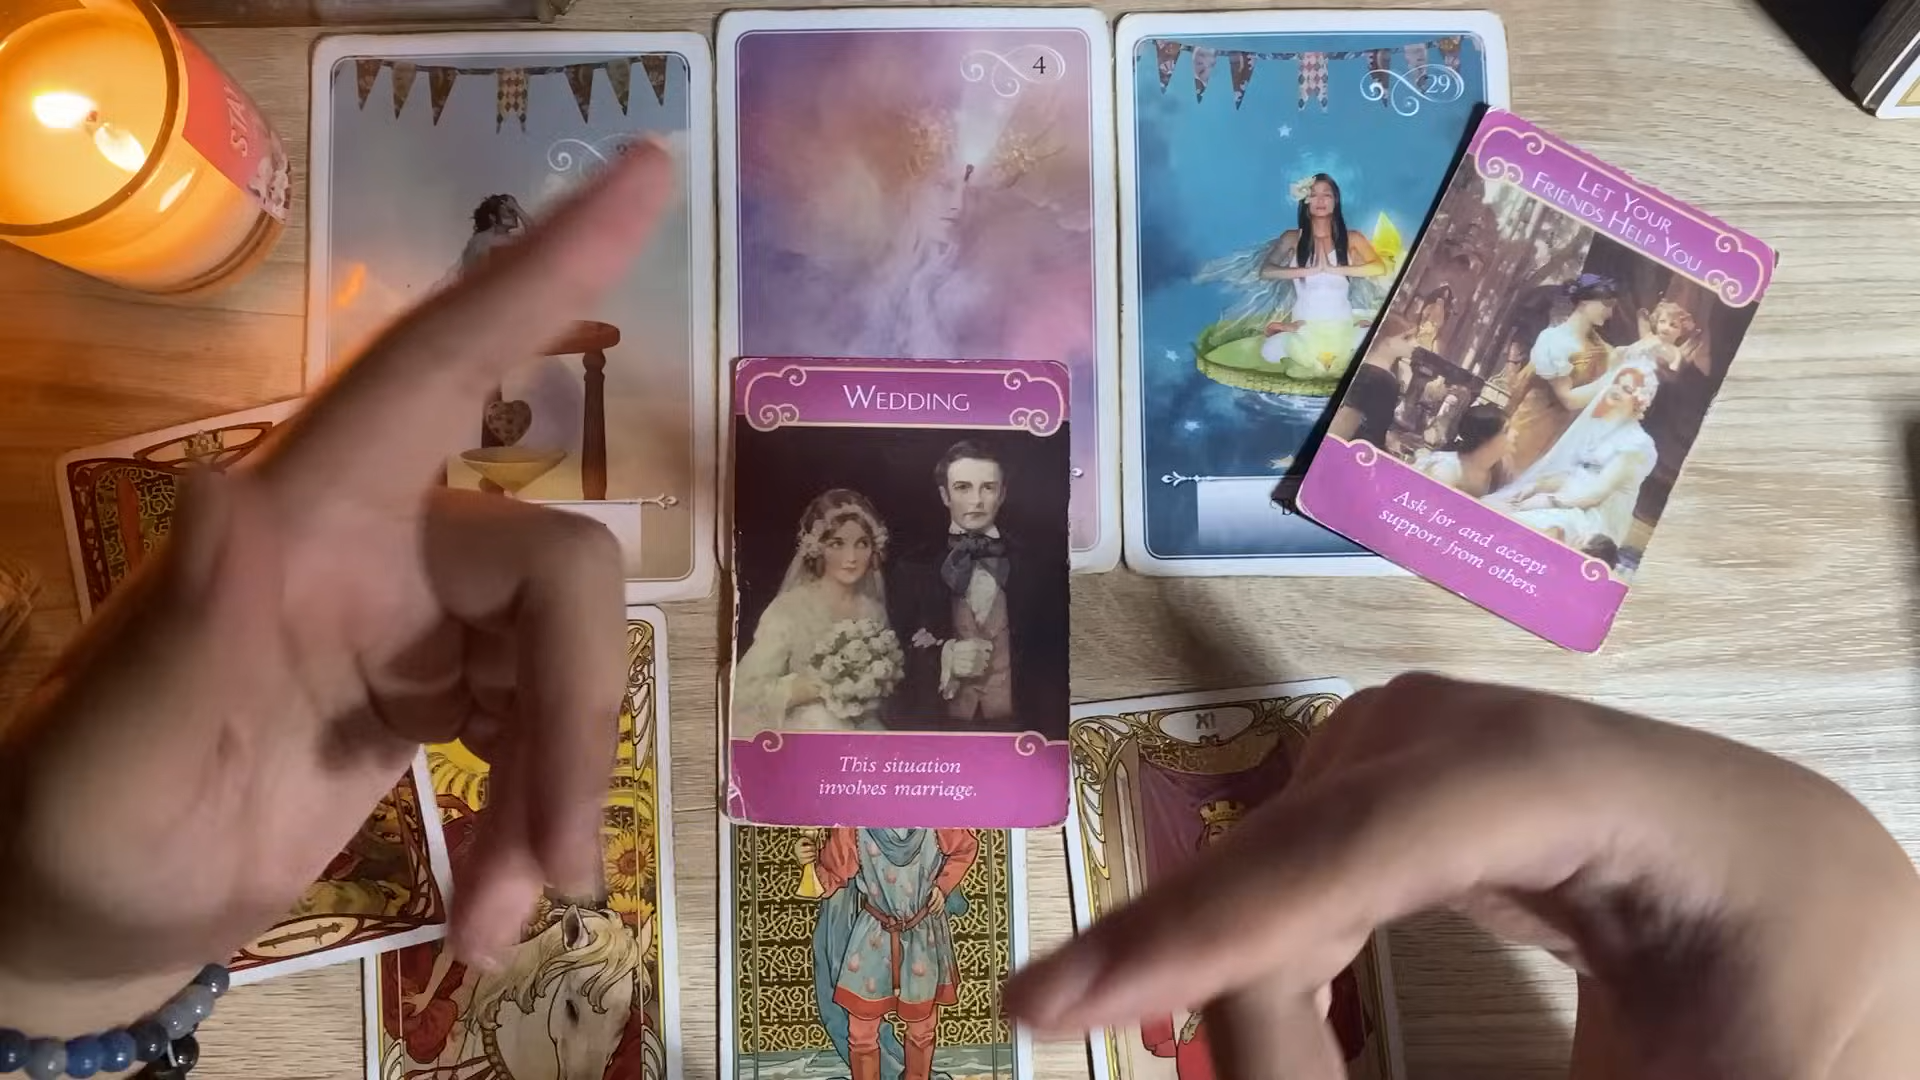 4
29
LET YOUR
FRIENDS HELP YOU
WEDDING
Ask for and accept
support from others.
This situation
involves marriage.
XI